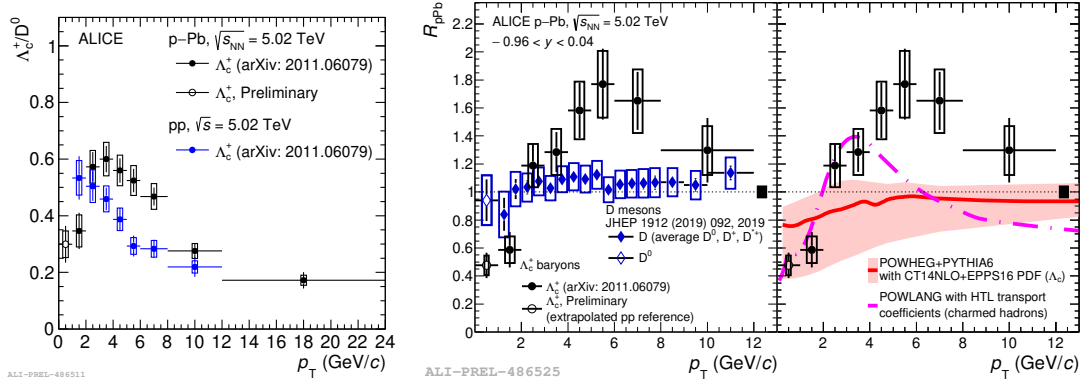 Λc+/D0
1
0.8
0.6
0.4
0.2
0
ALICE
p−Pb, √sNN = 5.02 TeV
Λc+ (arXiv: 2011.06079)
Λc+, Preliminary
pp, √s = 5.02 TeV
Λc+ (arXiv: 2011.06079)
0 2 4 6 8 10 12 14 16 18 20 22 24
pT (GeV/c)
ALI-PREL-486511
RpPb
2.2
2
1.8
1.6
1.4
1.2
1.0
0.8
0.6
0.4
0.2
0
ALICE p−Pb, √sNN = 5.02 TeV
− 0.96 < y < 0.04
D mesons
JHEP 1912 (2019) 092, 2019
D (average D0, D+, D*+)
D0
Λc+ baryons
Λc+ (arXiv: 2011.06079)
Λc+, Preliminary
(extrapolated pp reference)
0 2 4 6 8 10 12
pT (GeV/c)
POWHEG+PYTHIA6
with CT14NLO+EPPS16 PDF (Λc)
POWLANG with HTL transport
coefficients (charmed hadrons)
2 4 6 8 10 12
pT (GeV/c)
ALI-PREL-486525